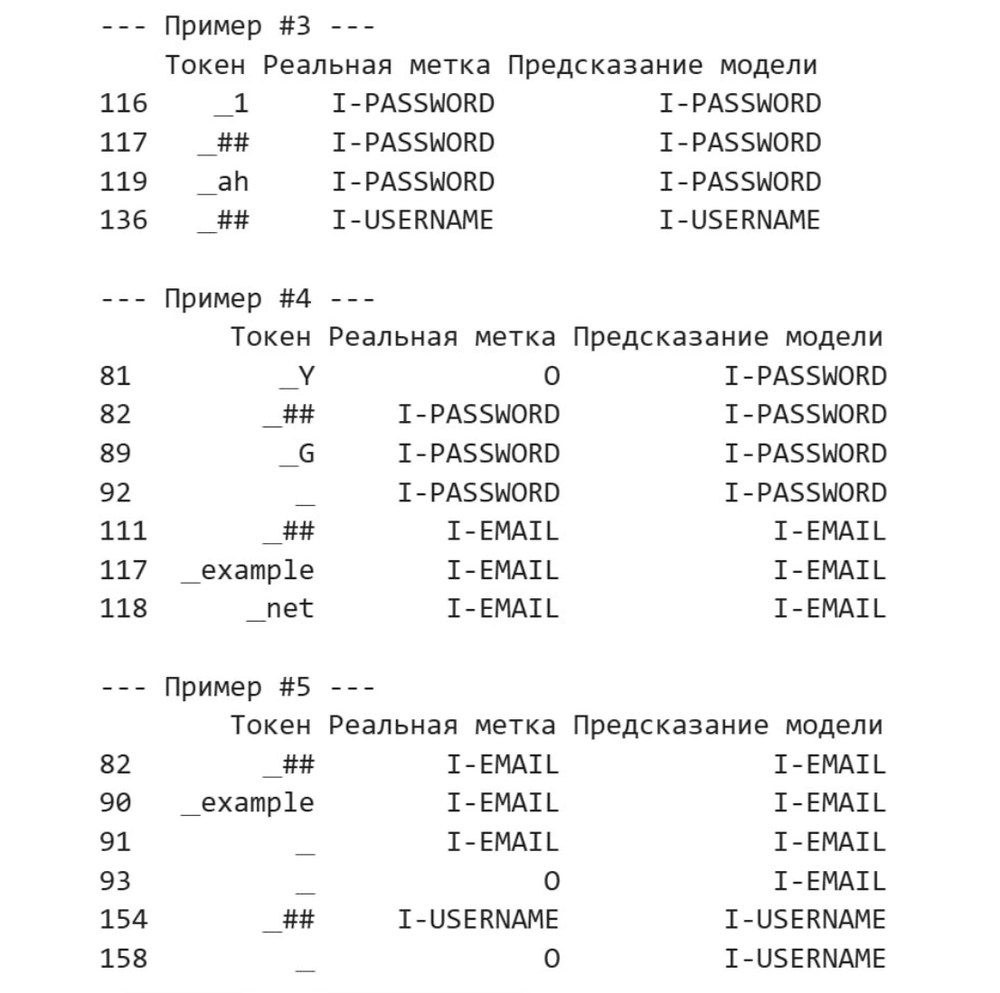 --- Пример #3 ---
Токен Реальная метка Предсказание модели
116 _1 I-PASSWORD I-PASSWORD
117 _## I-PASSWORD I-PASSWORD
119 _ah I-PASSWORD I-PASSWORD
136 _## I-USERNAME I-USERNAME
--- Пример #4 ---
Токен Реальная метка Предсказание модели
81 _Y O I-PASSWORD
82 _## I-PASSWORD I-PASSWORD
89 _G I-PASSWORD I-PASSWORD
92 _ I-PASSWORD I-PASSWORD
111 _## I-EMAIL I-EMAIL
117 _example I-EMAIL I-EMAIL
118 _net I-EMAIL I-EMAIL
--- Пример #5 ---
Токен Реальная метка Предсказание модели
82 _## I-EMAIL I-EMAIL
90 _example I-EMAIL I-EMAIL
91 _ I-EMAIL I-EMAIL
93 _ O I-EMAIL
154 _## I-USERNAME I-USERNAME
158 _ O I-USERNAME